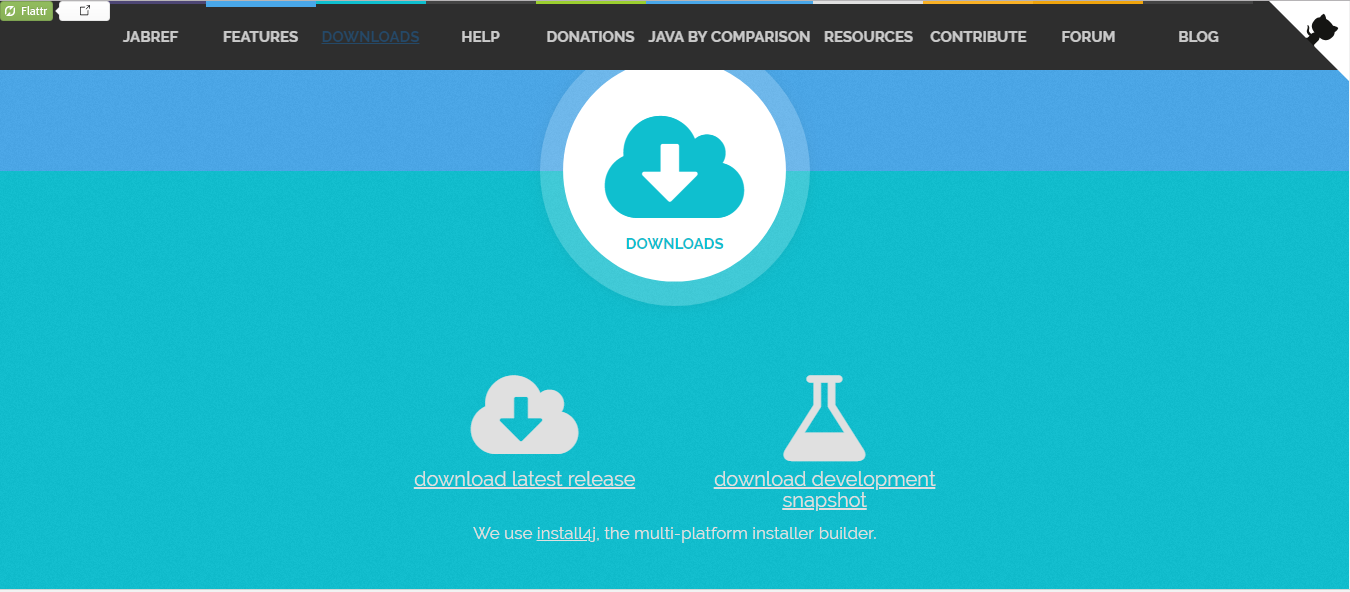 Flattr
JABREF FEATURES DOWNLOADS HELP DONATIONS JAVA BY COMPARISON RESOURCES CONTRIBUTE FORUM BLOG
DOWNLOADS
download latest release
download development
snapshot
We use install4j, the multi-platform installer builder.